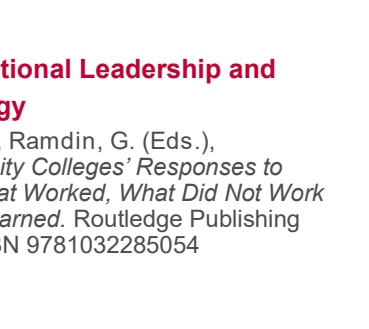 tional Leadership and
gy
, Ramdin, G. (Eds.),
ity Colleges’ Responses to
at Worked, What Did Not Work
arned. Routledge Publishing
N 9781032285054